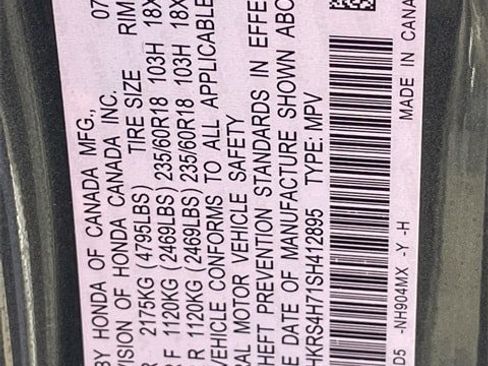 BY HONDA OF CANADA MFG., 07
VISION OF HONDA CANADA INC.
R 2175KG (4795LBS) TIRE SIZE RIM
F 1120KG (2469LBS) 235/60R18 103H 18X
R 1120KG (2469LBS) 235/60R18 103H 18X
VEHICLE CONFORMS TO ALL APPLICABLE
RAL MOTOR VEHICLE SAFETY
HEFT PREVENTION STANDARDS IN EFFE
E DATE OF MANUFACTURE SHOWN ABO
HKRS4H71SH412895 TYPE: MPV
D5 -NH904MX -Y -H MADE IN CANA